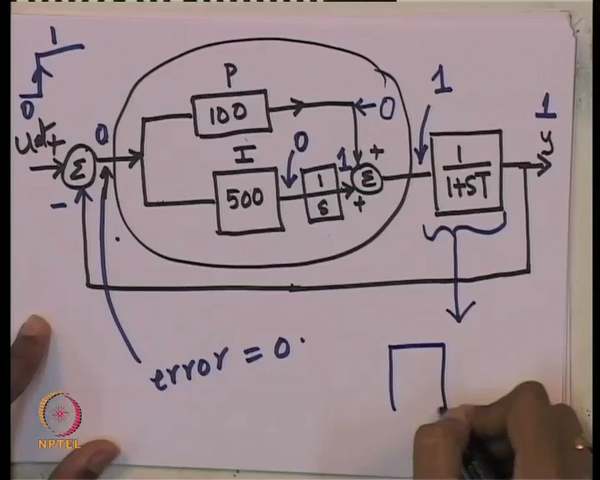 1
0
P
100
0
1
1
U(t)
+
Σ
0
I
500
0
1/s
1
+
Σ
+
1/(1+ST)
y
-
error = 0
NPTEL